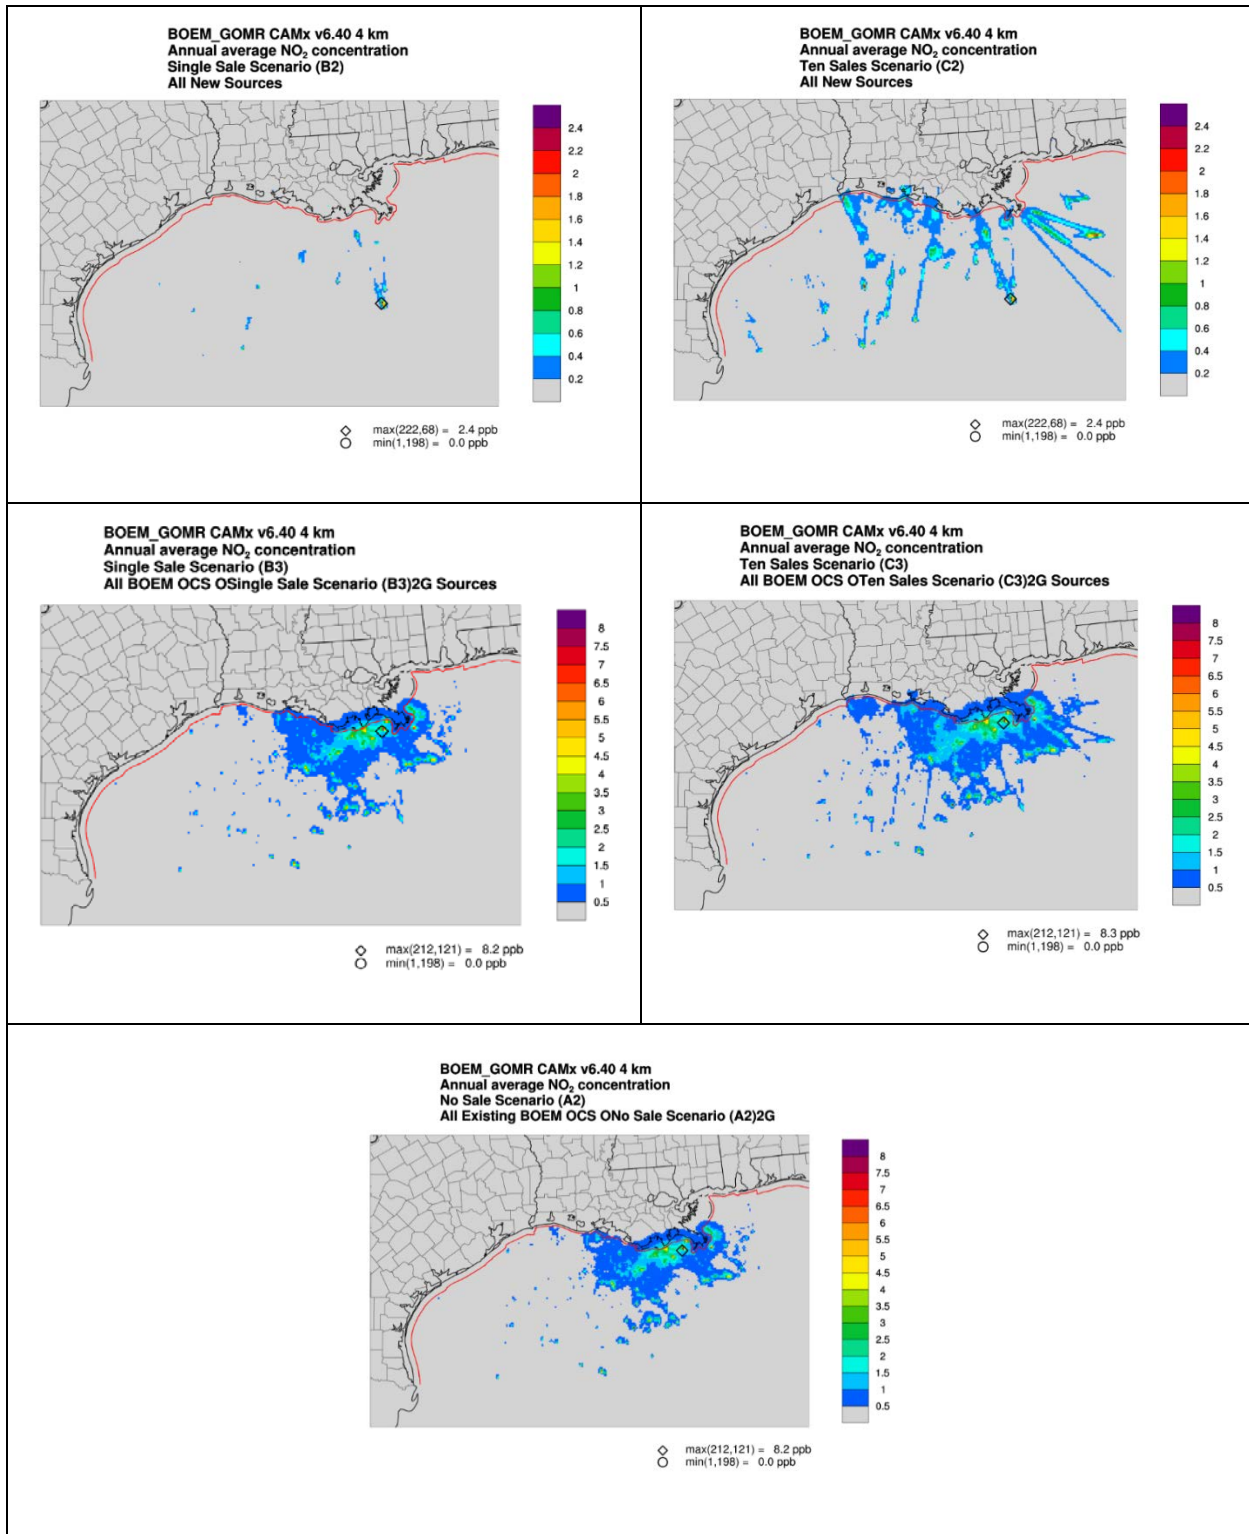 BOEM_GOMR CAMx v6.40 4 km
Annual average NO₂ concentration
Single Sale Scenario (B2)
All New Sources
2.4
2.2
2
1.8
1.6
1.4
1.2
1
0.8
0.6
0.4
0.2
max(222,68) = 2.4 ppb
min(1,198) = 0.0 ppb
BOEM_GOMR CAMx v6.40 4 km
Annual average NO₂ concentration
Ten Sales Scenario (C2)
All New Sources
2.4
2.2
2
1.8
1.6
1.4
1.2
1
0.8
0.6
0.4
0.2
max(222,68) = 2.4 ppb
min(1,198) = 0.0 ppb
BOEM_GOMR CAMx v6.40 4 km
Annual average NO₂ concentration
Single Sale Scenario (B3)
All BOEM OCS OSingle Sale Scenario (B3)2G Sources
8
7.5
7
6.5
6
5.5
5
4.5
4
3.5
3
2.5
2
1.5
1
0.5
max(212,121) = 8.2 ppb
min(1,198) = 0.0 ppb
BOEM_GOMR CAMx v6.40 4 km
Annual average NO₂ concentration
Ten Sales Scenario (C3)
All BOEM OCS OTen Sales Scenario (C3)2G Sources
8
7.5
7
6.5
6
5.5
5
4.5
4
3.5
3
2.5
2
1.5
1
0.5
max(212,121) = 8.3 ppb
min(1,198) = 0.0 ppb
BOEM_GOMR CAMx v6.40 4 km
Annual average NO₂ concentration
No Sale Scenario (A2)
All Existing BOEM OCS ONo Sale Scenario (A2)2G
8
7.5
7
6.5
6
5.5
5
4.5
4
3.5
3
2.5
2
1.5
1
0.5
max(212,121) = 8.2 ppb
min(1,198) = 0.0 ppb